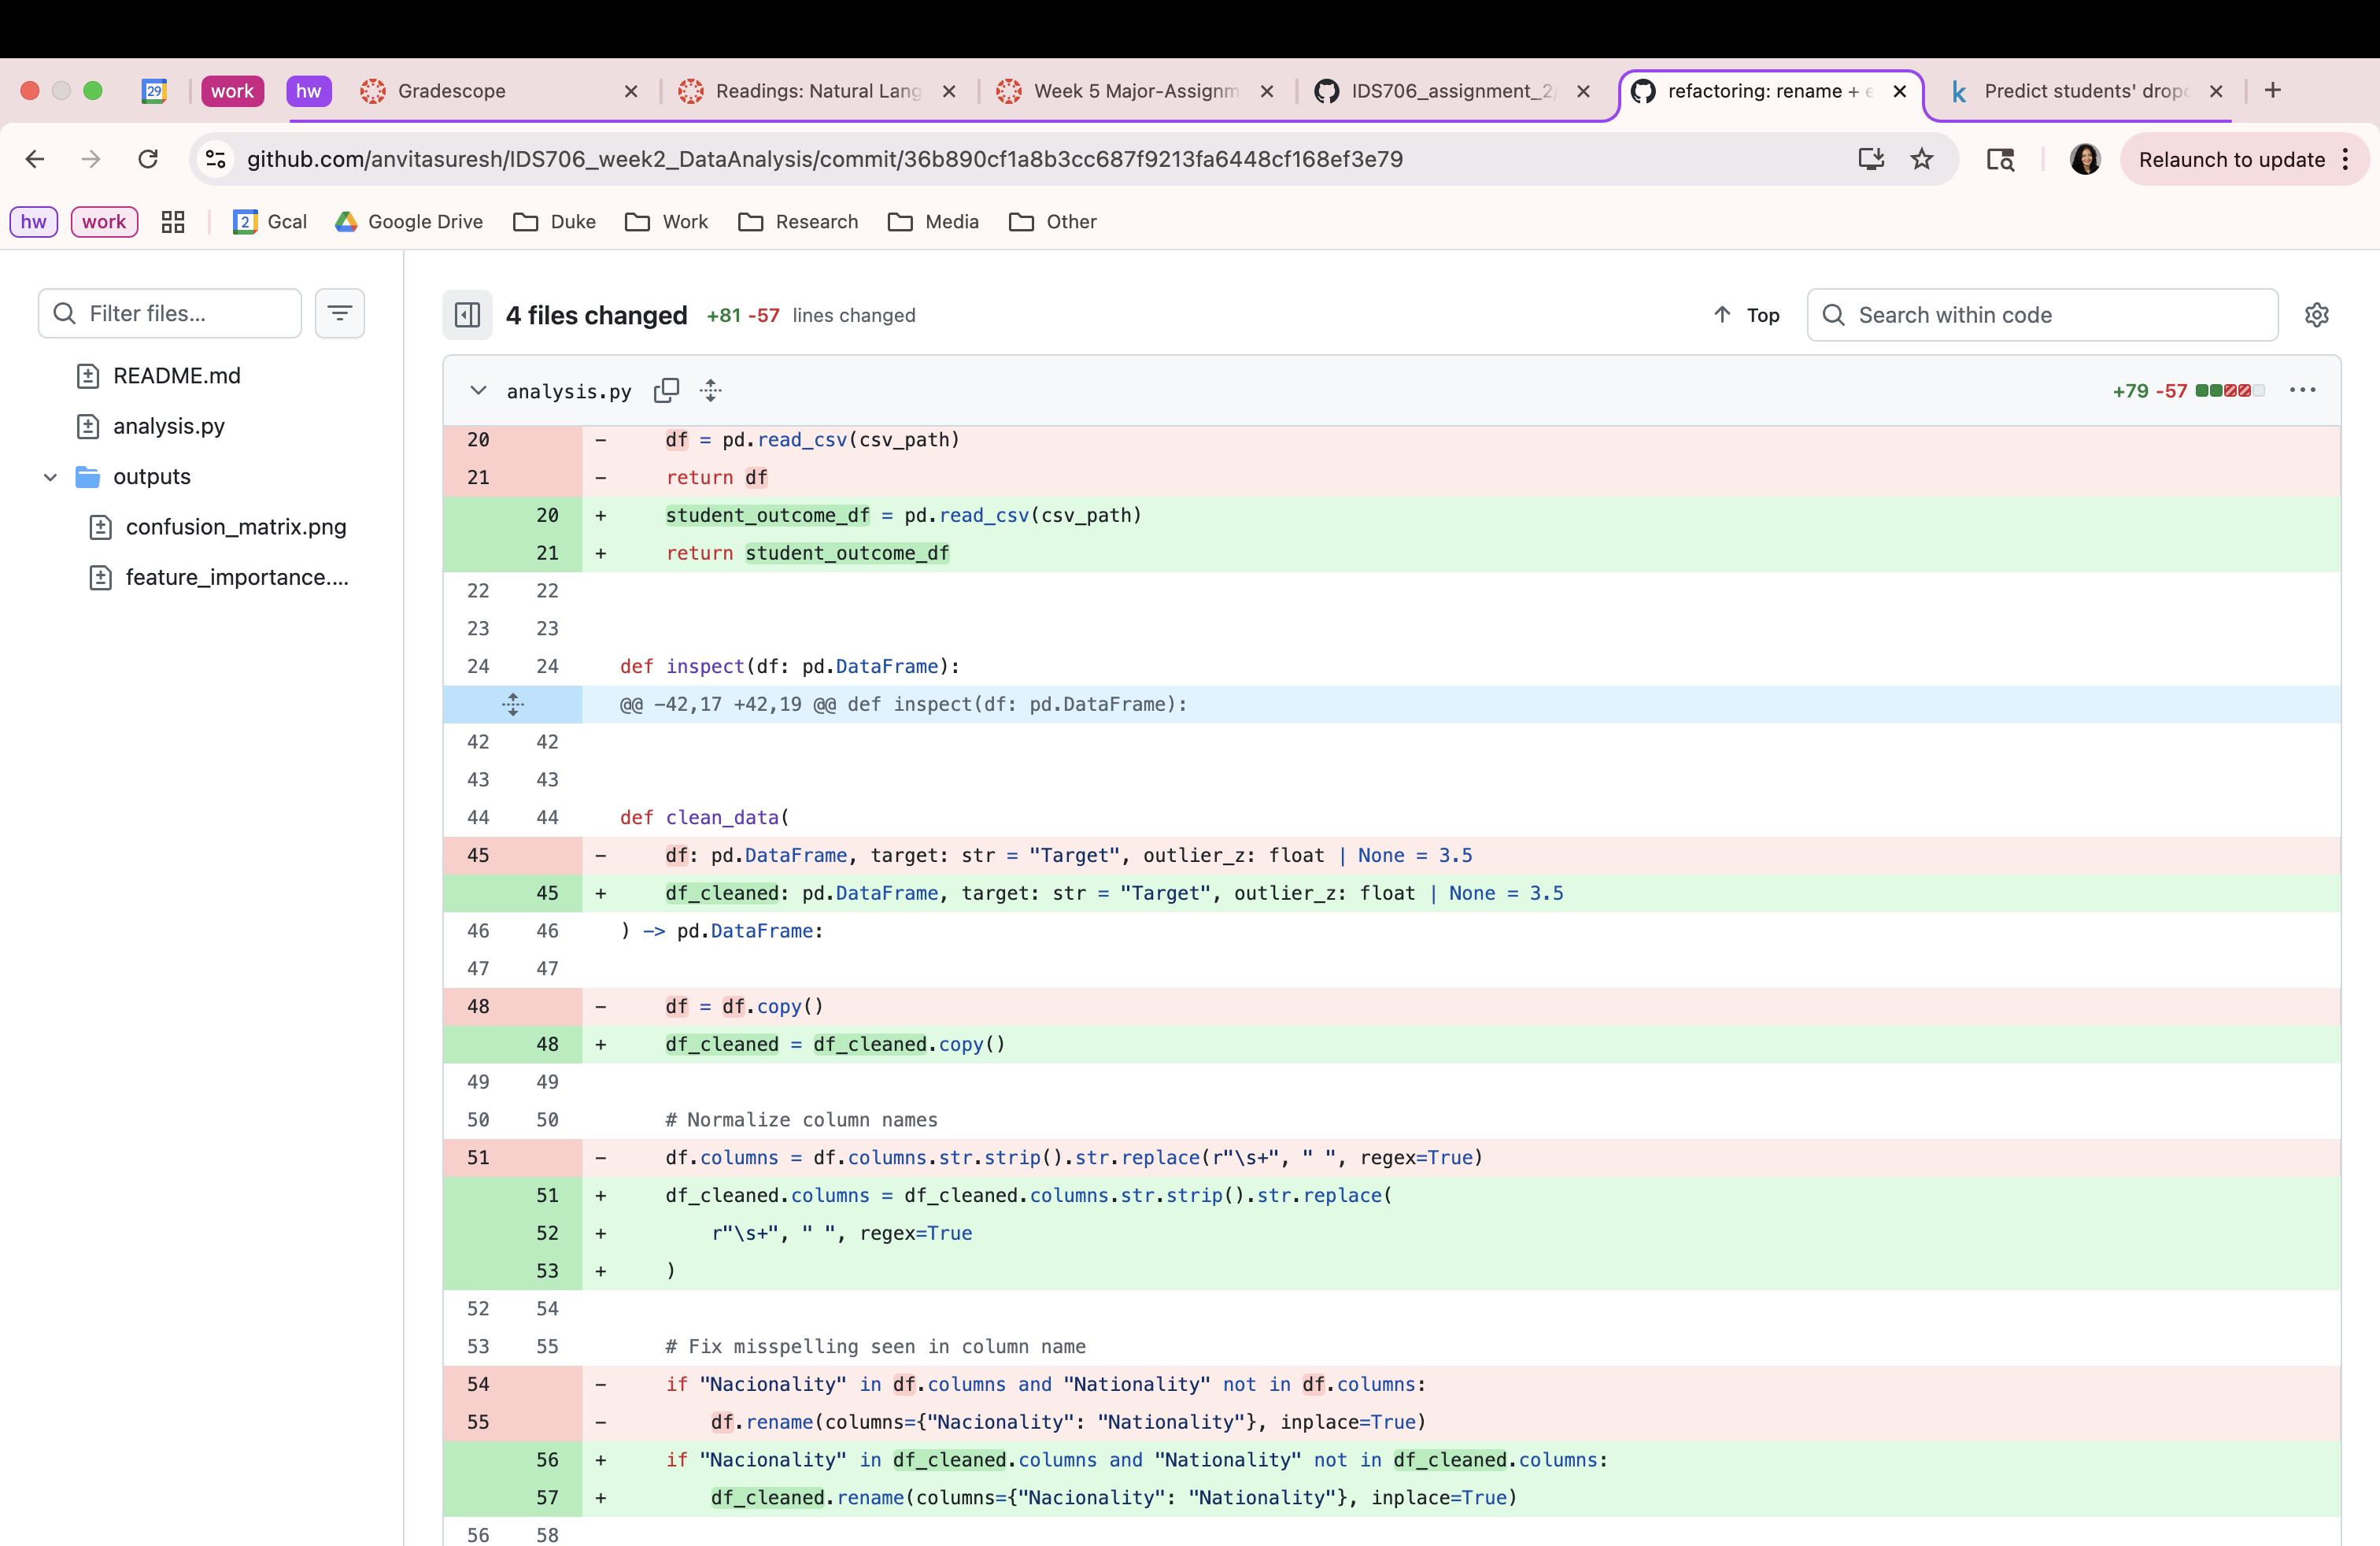 29 work hw Gradescope Readings: Natural Lang Week 5 Major-Assignm IDS706_assignment_2 refactoring: rename + e Predict students' drop
github.com/anvitasuresh/IDS706_week2_DataAnalysis/commit/36b890cf1a8b3cc687f9213fa6448cf168ef3e79 Relaunch to update
hw work 2 Gcal Google Drive Duke Work Research Media Other
Filter files...
README.md
analysis.py
outputs
confusion_matrix.png
feature_importance....
4 files changed +81 -57 lines changed Top Search within code
analysis.py +79 -57
20 - df = pd.read_csv(csv_path)
21 - return df
20 + student_outcome_df = pd.read_csv(csv_path)
21 + return student_outcome_df
22 22
23 23
24 24 def inspect(df: pd.DataFrame):
@@ -42,17 +42,19 @@ def inspect(df: pd.DataFrame):
42 42
43 43
44 44 def clean_data(
45 - df: pd.DataFrame, target: str = "Target", outlier_z: float | None = 3.5
45 + df_cleaned: pd.DataFrame, target: str = "Target", outlier_z: float | None = 3.5
46 46 ) -> pd.DataFrame:
47 47
48 - df = df.copy()
48 + df_cleaned = df_cleaned.copy()
49 49
50 50 # Normalize column names
51 - df.columns = df.columns.str.strip().str.replace(r"\s+", " ", regex=True)
51 + df_cleaned.columns = df_cleaned.columns.str.strip().str.replace(
52 + r"\s+", " ", regex=True
53 + )
52 54
53 55 # Fix misspelling seen in column name
54 - if "Nacionality" in df.columns and "Nationality" not in df.columns:
55 - df.rename(columns={"Nacionality": "Nationality"}, inplace=True)
56 + if "Nacionality" in df_cleaned.columns and "Nationality" not in df_cleaned.columns:
57 + df_cleaned.rename(columns={"Nacionality": "Nationality"}, inplace=True)
56 58